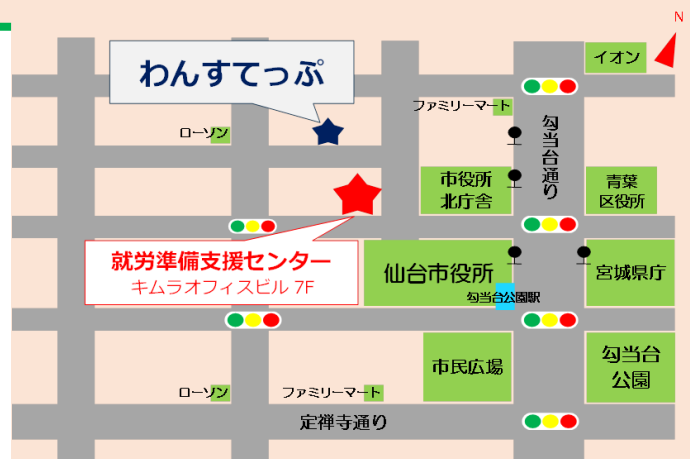 N
イオン
わんすてっぷ
ファミリーマート
ローソン
勾当台通り
市役所
北庁舎
青葉
区役所
就労準備支援センター
キムラオフィスビル 7F
仙台市役所
宮城県庁
勾当台公園駅
市民広場
勾当台
公園
ローソン
ファミリーマート
定禅寺通り